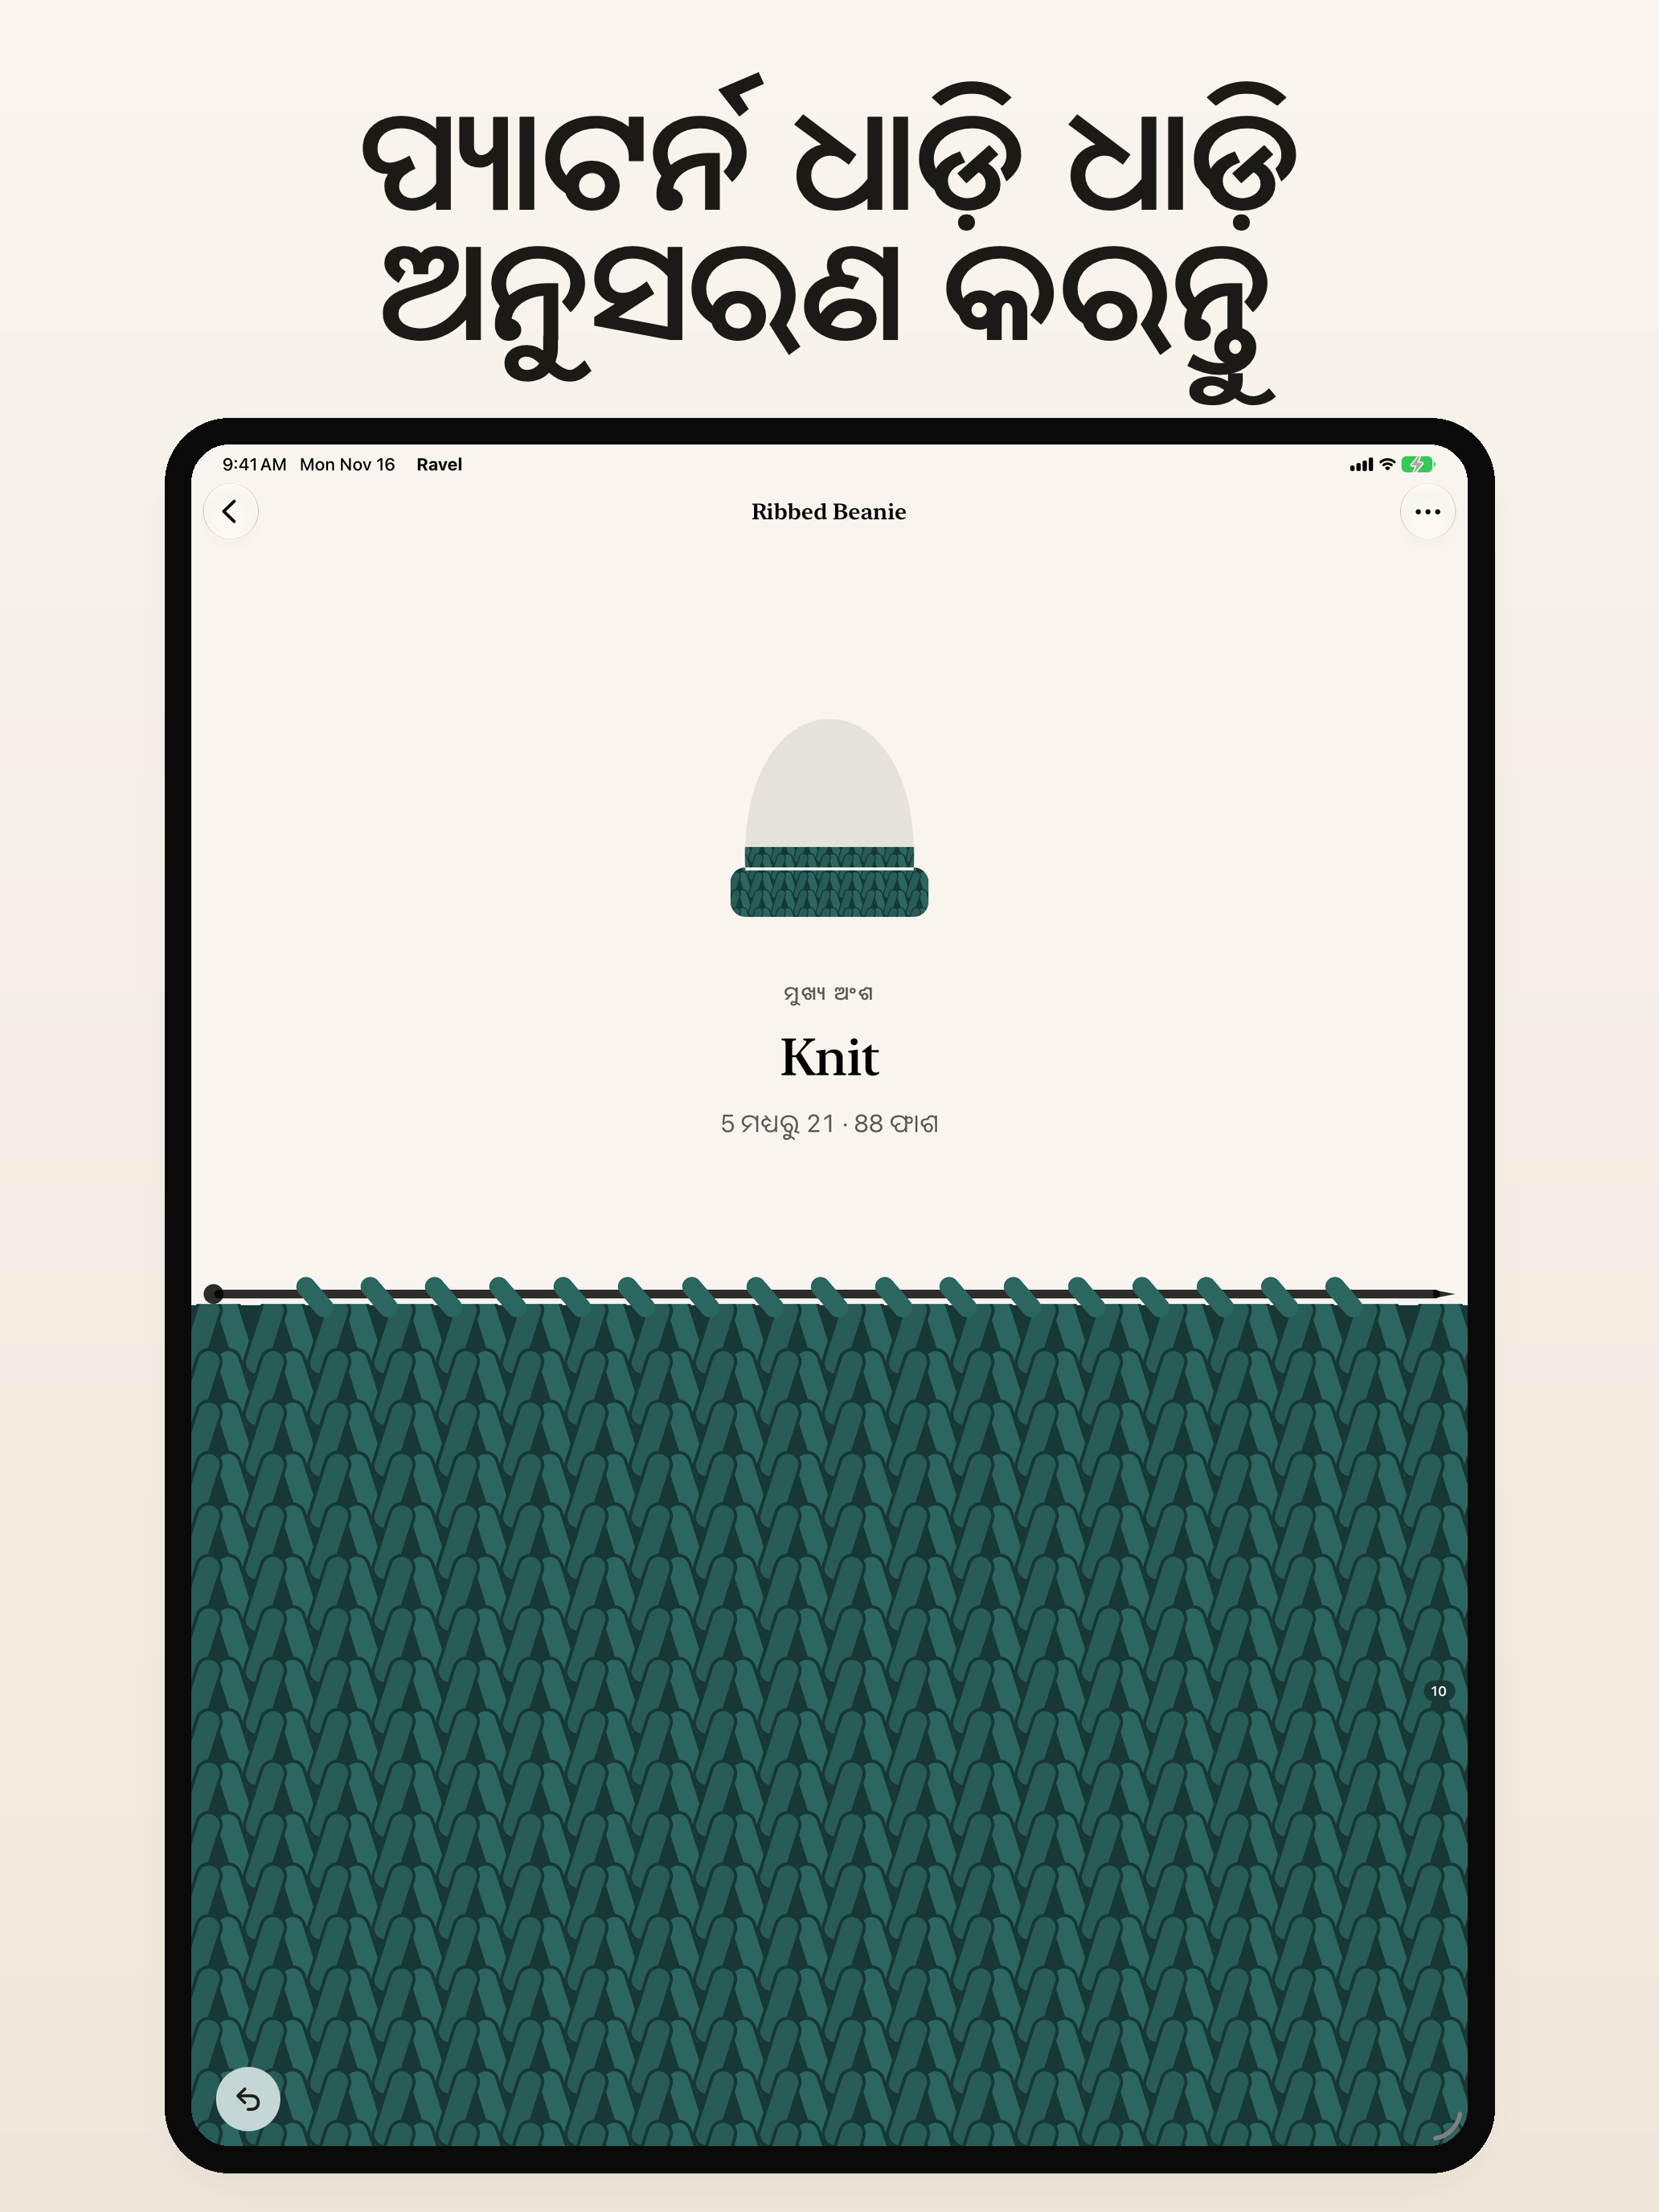 ପ୍ୟାଟର୍ନ ଧାଡ଼ି ଧାଡ଼ି
ଅନୁସରଣ କରନ୍ତୁ
9:41 AM Mon Nov 16 Ravel
Ribbed Beanie
ମୁଖ୍ୟ ଅଂଶ
Knit
5 ମଧ୍ୟରୁ 21 · 88 ଫାଶ
10